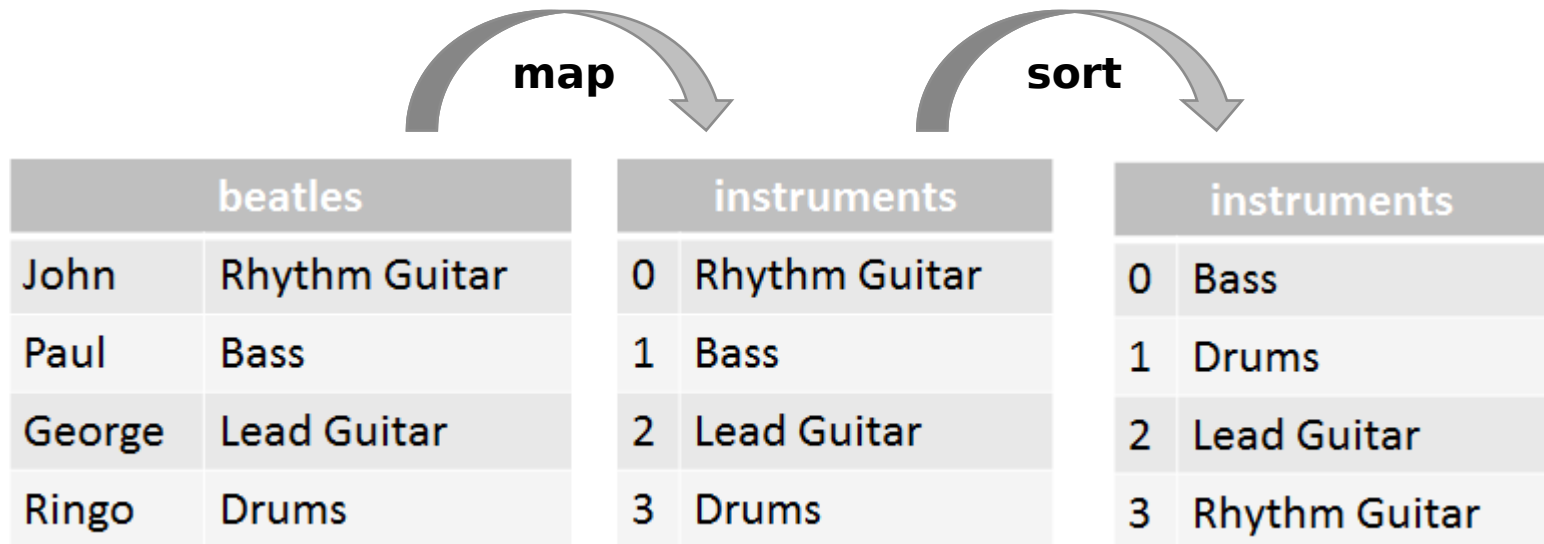 map sort
beatles instruments instruments
John Rhythm Guitar 0 Rhythm Guitar 0 Bass
Paul Bass 1 Bass 1 Drums
George Lead Guitar 2 Lead Guitar 2 Lead Guitar
Ringo Drums 3 Drums 3 Rhythm Guitar